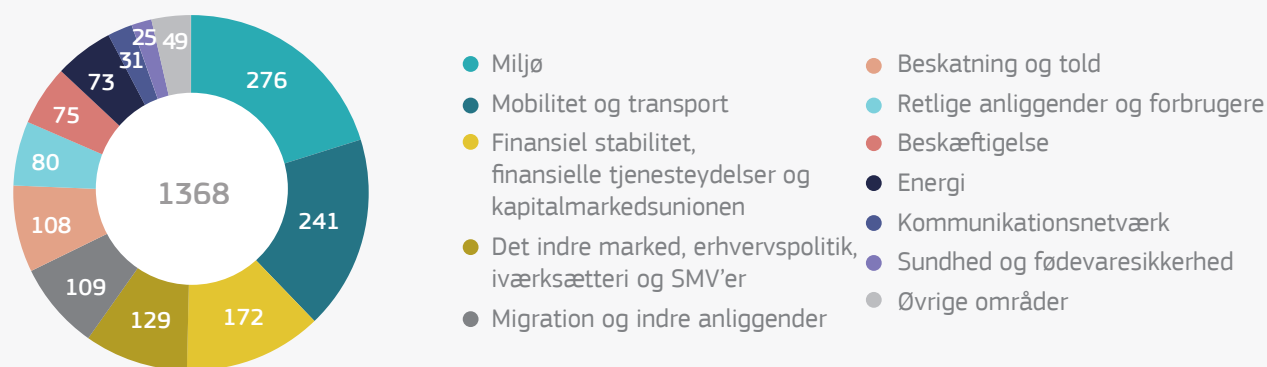 276
241
172
129
109
108
80
75
73
31
25
49
1368
Miljø
Mobilitet og transport
Finansiel stabilitet,
finansielle tjenesteydelser og
kapitalmarkedsunionen
Det indre marked, erhvervspolitik,
iværksætteri og SMV’er
Migration og indre anliggender
Beskatning og told
Retlige anliggender og forbrugere
Beskæftigelse
Energi
Kommunikationsnetværk
Sundhed og fødevaresikkerhed
Øvrige områder